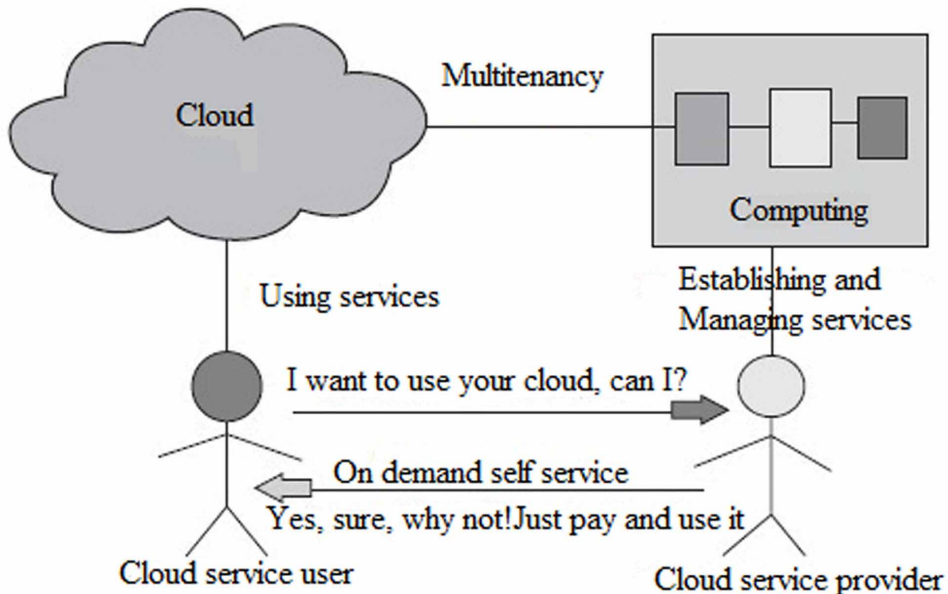 Multitenancy
Cloud
Computing
Using services
Establishing and
Managing services
I want to use your cloud, can I?
On demand self service
Yes, sure, why not!Just pay and use it
Cloud service user
Cloud service provider